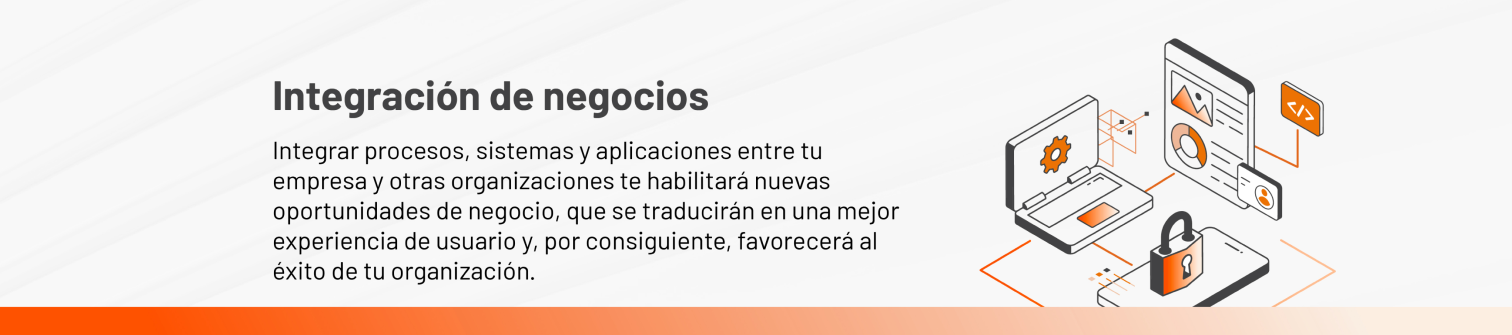 Integración de negocios
Integrar procesos, sistemas y aplicaciones entre tu
empresa y otras organizaciones te habilitará nuevas
oportunidades de negocio, que se traducirán en una mejor
experiencia de usuario y, por consiguiente, favorecerá al
éxito de tu organización.
</>